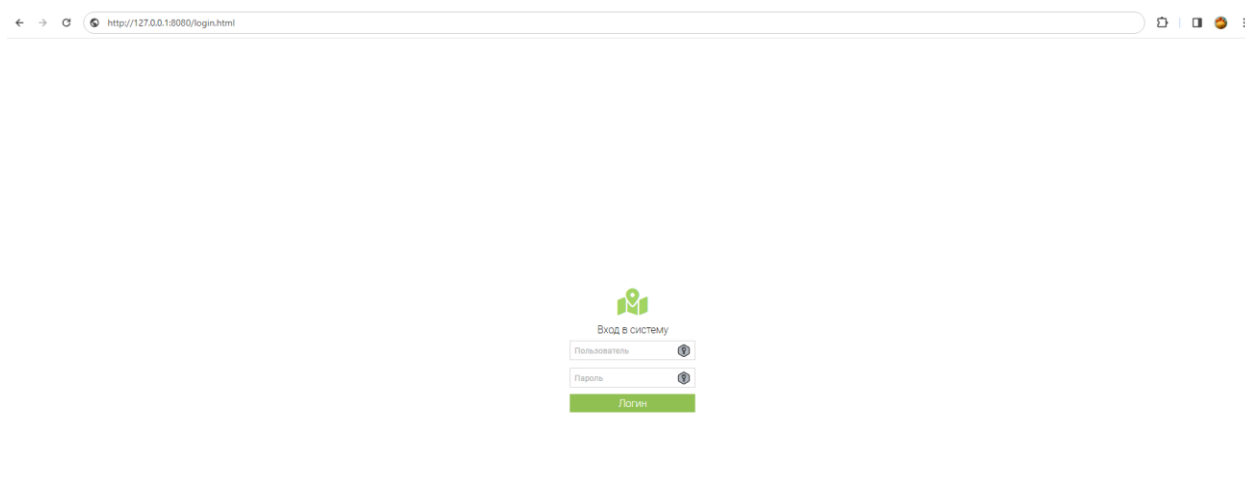 http://127.0.0.1:8080/login.html
Вход в систему
Пользователь
Пароль
Логин